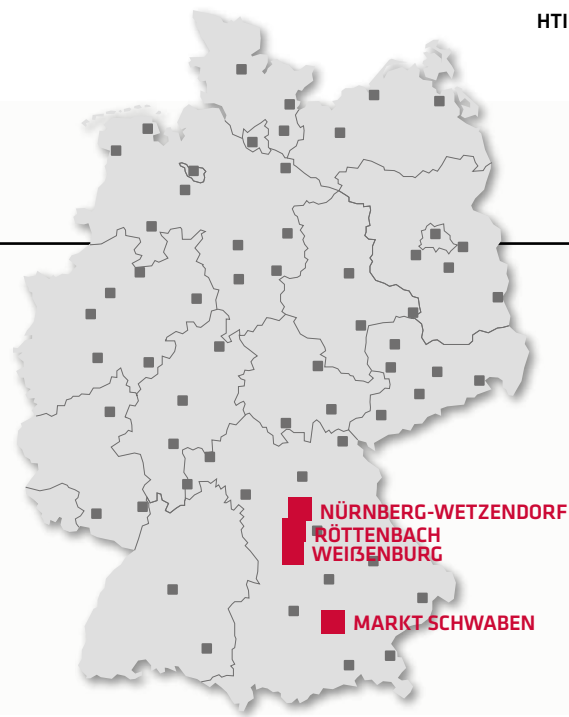 HTI
NÜRNBERG-WETZENDORF
RÖTTENBACH
WEIßENBURG
MARKT SCHWABEN